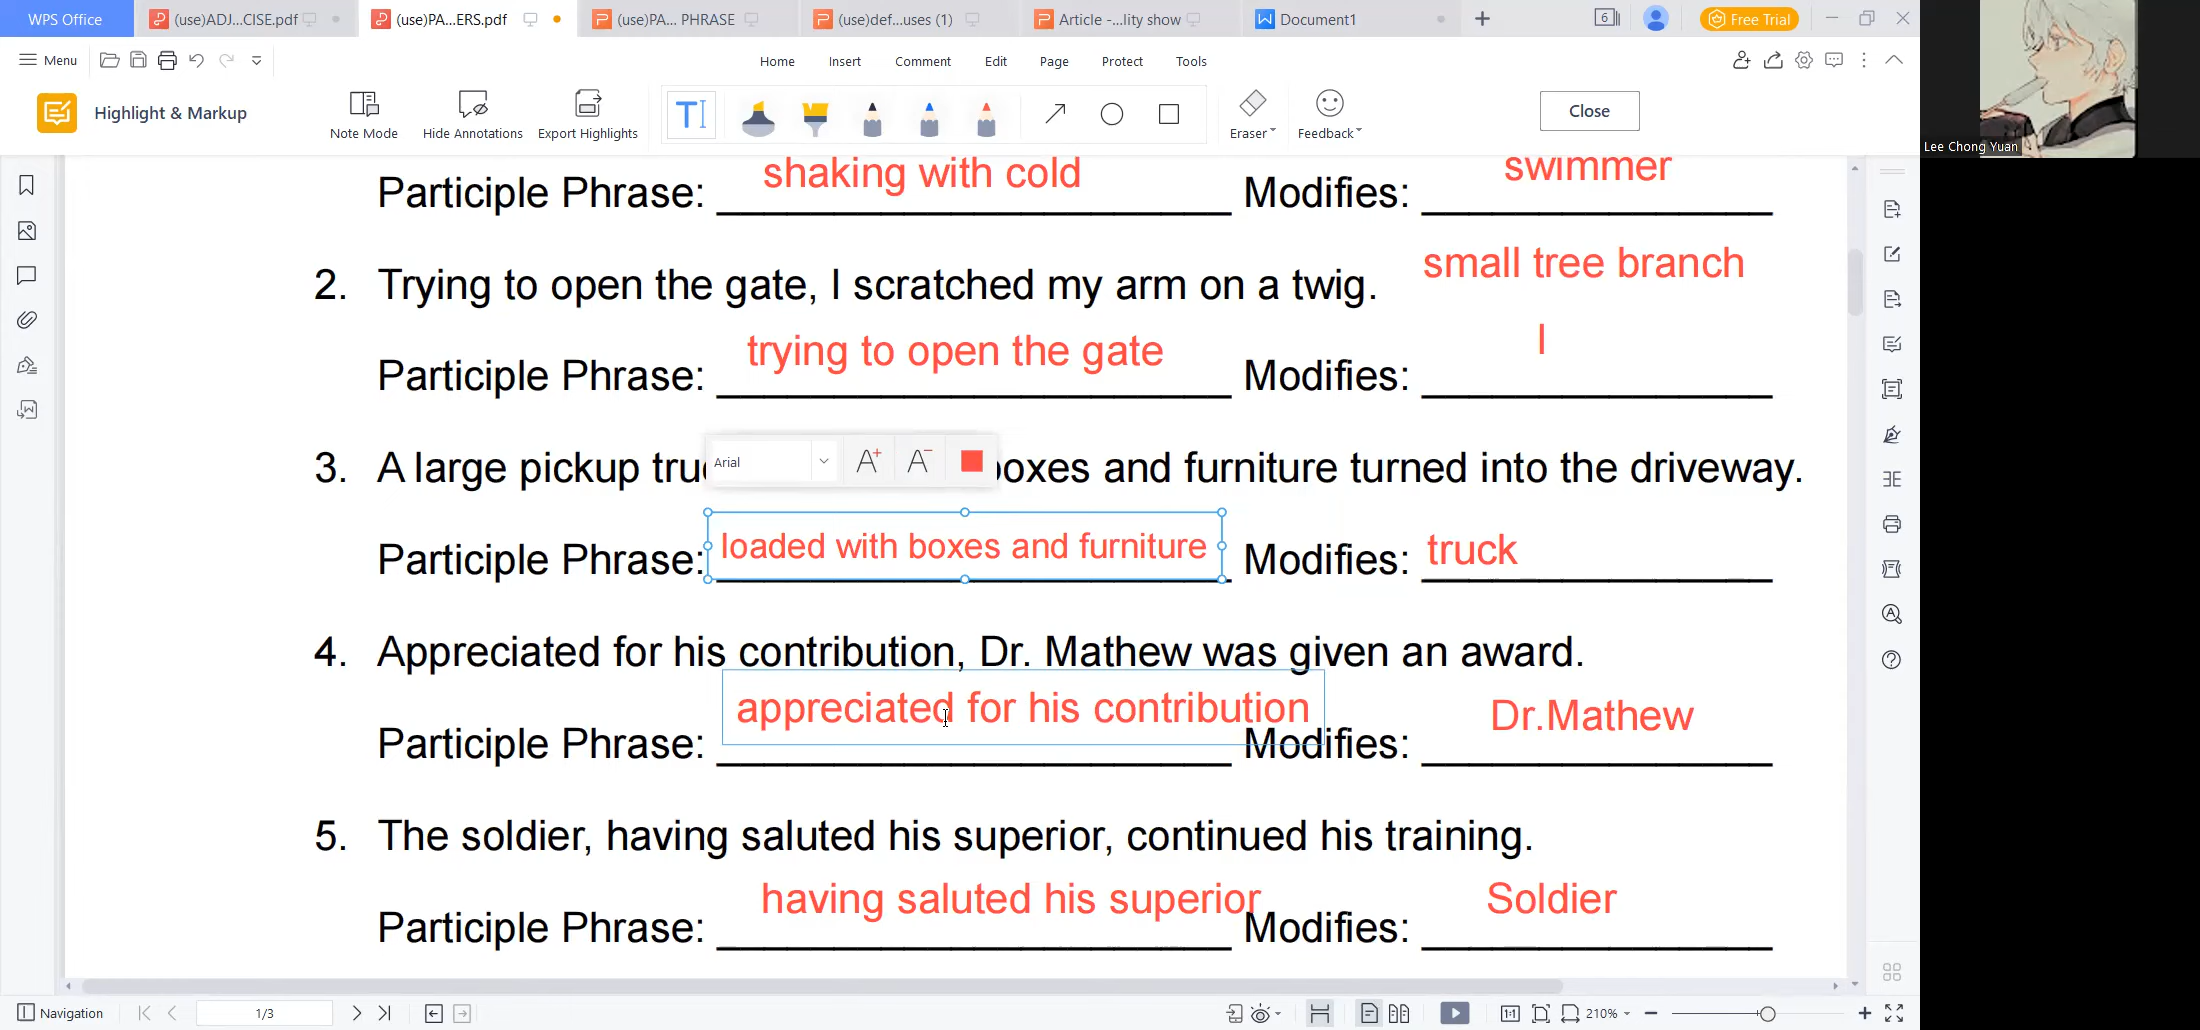 WPS Office (use)ADJ... CISE.pdf (use)PA...ERS.pdf (use)PA... PHRASE (use)def...uses (1) Article -...lity show Document1 6 Free Trial
Menu Home Insert Comment Edit Page Protect Tools
Highlight & Markup Note Mode Hide Annotations Export Highlights Eraser Feedback Close
Lee Chong Yuan
shaking with cold swimmer
Participle Phrase: Modifies:
small tree branch
2. Trying to open the gate, I scratched my arm on a twig.
trying to open the gate I
Participle Phrase: Modifies:
Arial A+ A-
3. A large pickup truc boxes and furniture turned into the driveway.
loaded with boxes and furniture truck
Participle Phrase: Modifies:
4. Appreciated for his contribution, Dr. Mathew was given an award.
appreciated for his contribution Dr.Mathew
Participle Phrase: Modifies:
5. The soldier, having saluted his superior, continued his training.
having saluted his superior Soldier
Participle Phrase: Modifies:
Navigation 1/3 1:1 210%